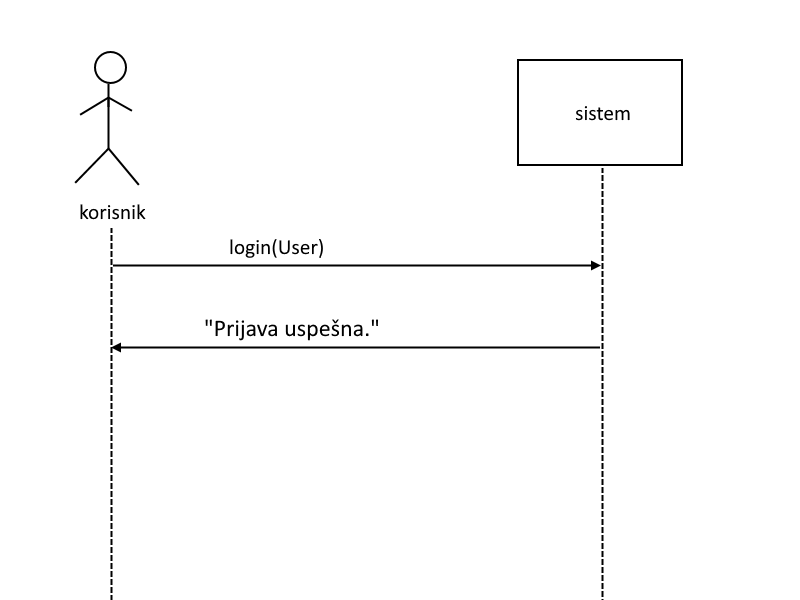 sistem
korisnik
login(User)
"Prijava uspešna."